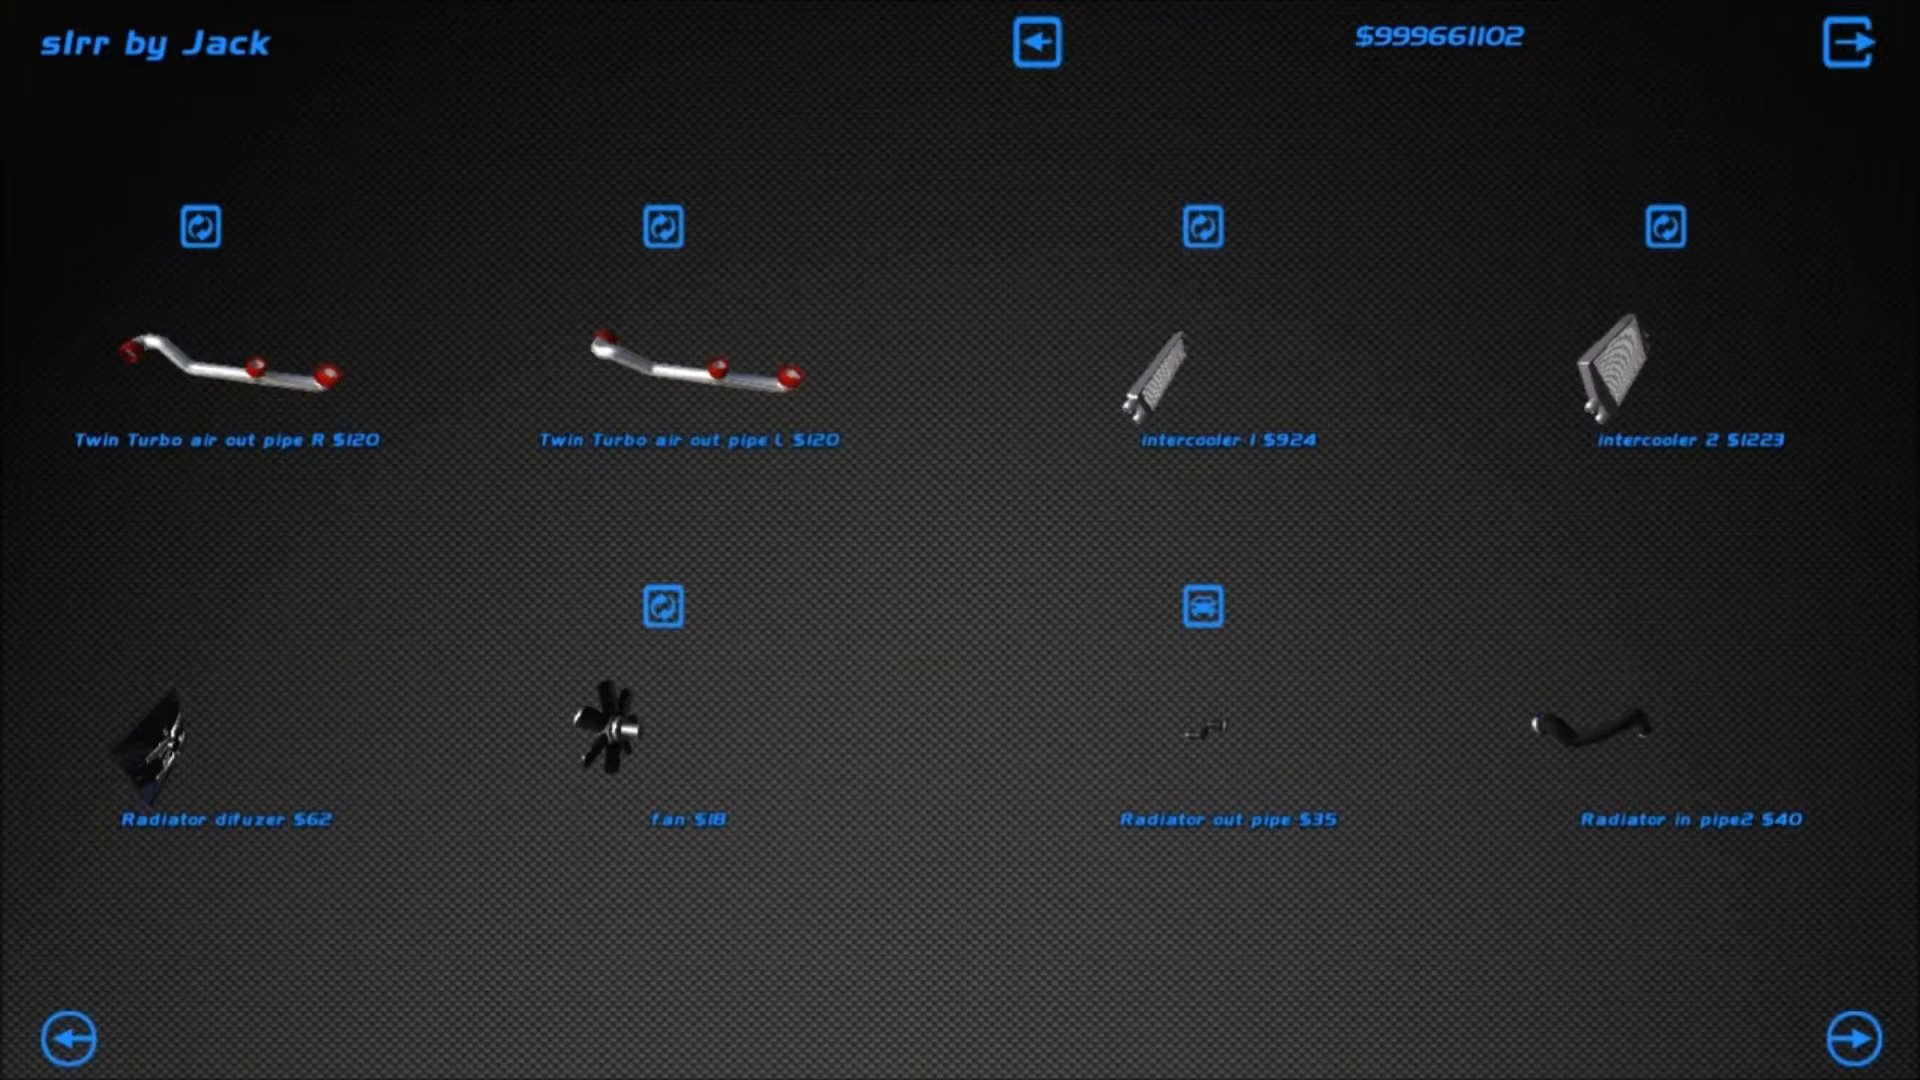 slrr by Jack
$999661102
Twin Turbo air out pipe R $120
Twin Turbo air out pipe L $120
intercooler 1 $924
intercooler 2 $1223
Radiator difuzer $62
fan $18
Radiator out pipe $35
Radiator in pipe2 $40